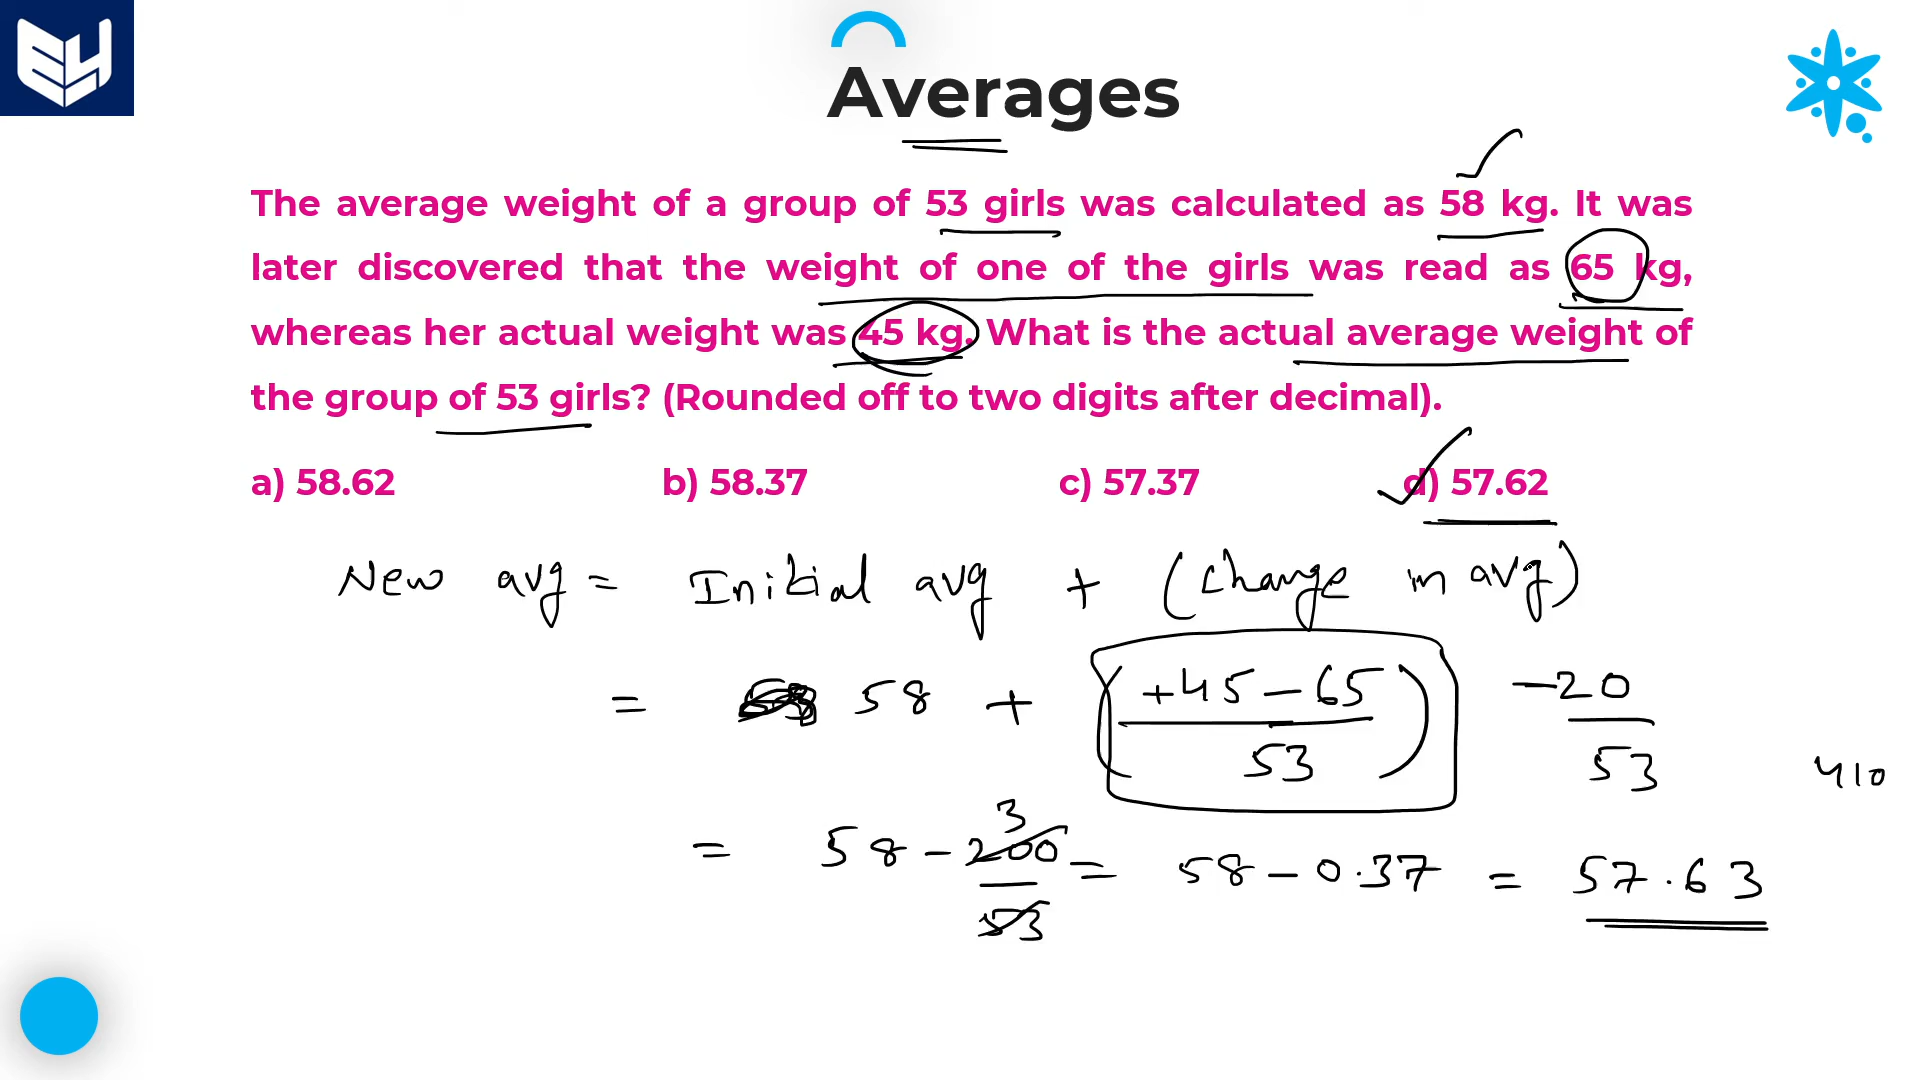 EY
Averages
The average weight of a group of 53 girls was calculated as 58 kg. It was
later discovered that the weight of one of the girls was read as 65 kg,
whereas her actual weight was 45 kg. What is the actual average weight of
the group of 53 girls? (Rounded off to two digits after decimal).
a) 58.62 b) 58.37 c) 57.37 d) 57.62
New avg = Initial avg + (change in avg)
= 58 + (+45 - 65 / 53) -20 / 53
410
= 58 - 200 / 53 3 = 58 - 0.37 = 57.63